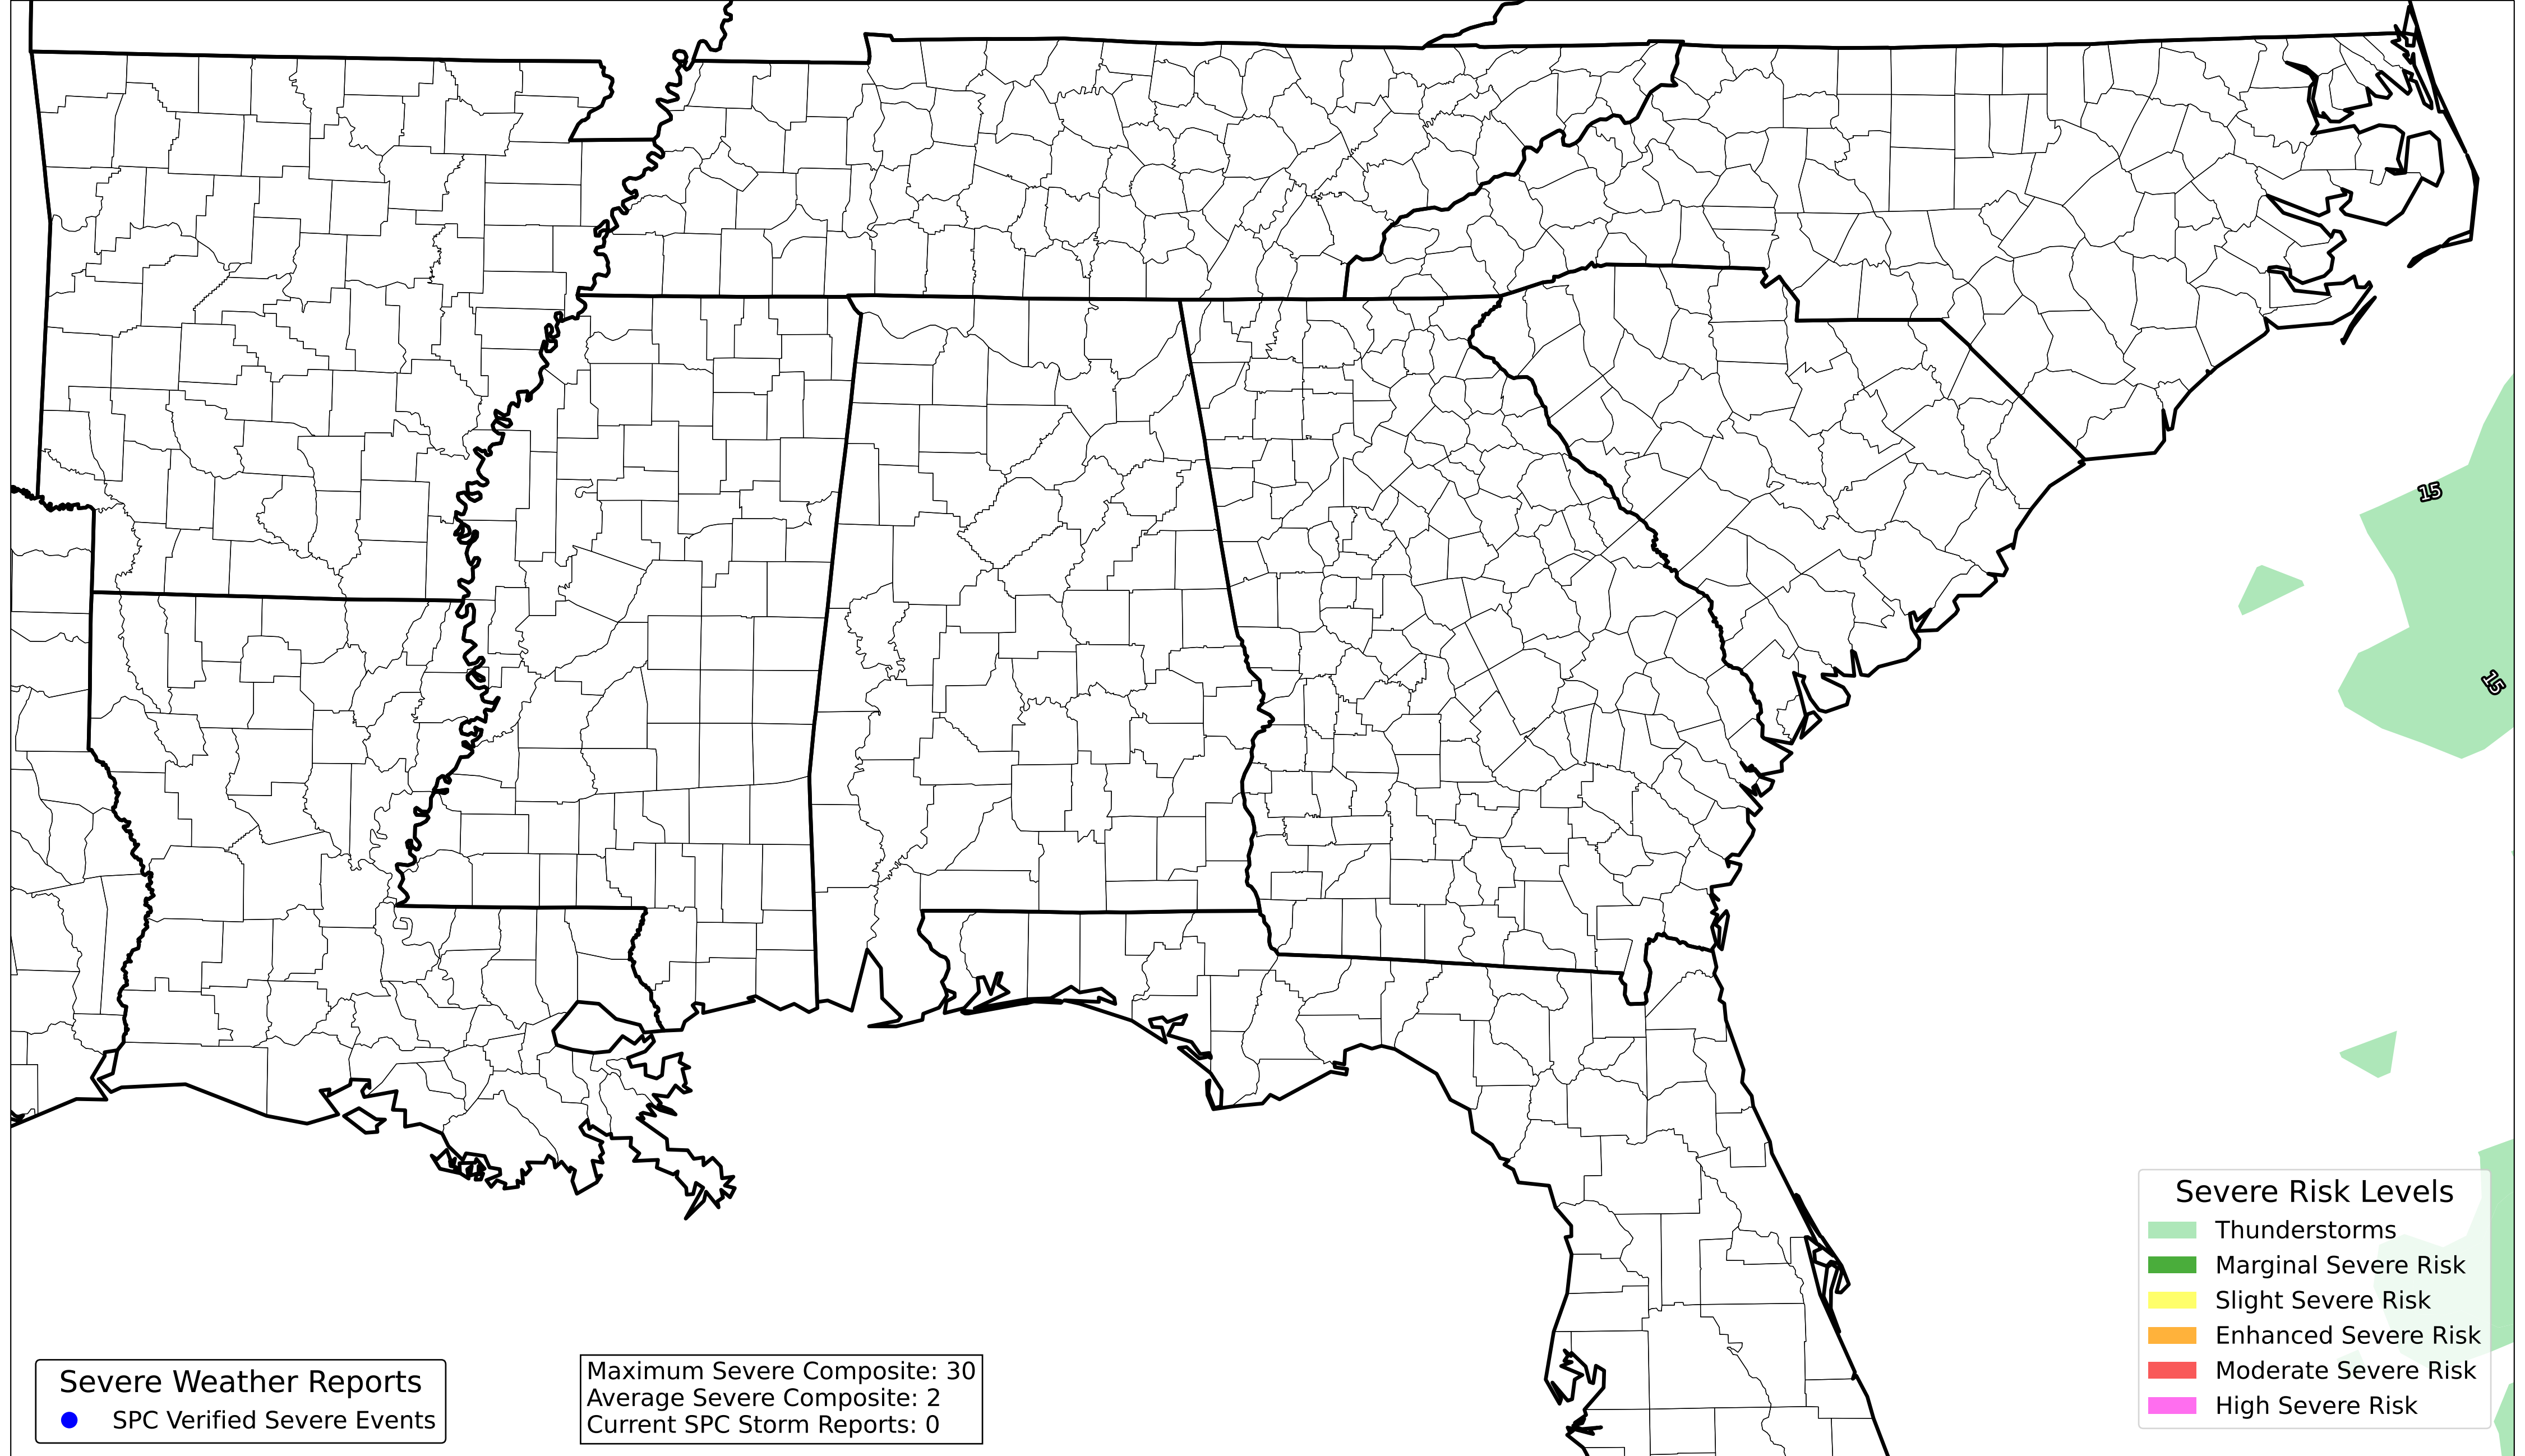 15
15
Severe Risk Levels
Thunderstorms
Marginal Severe Risk
Slight Severe Risk
Enhanced Severe Risk
Moderate Severe Risk
High Severe Risk
Severe Weather Reports
SPC Verified Severe Events
Maximum Severe Composite: 30
Average Severe Composite: 2
Current SPC Storm Reports: 0